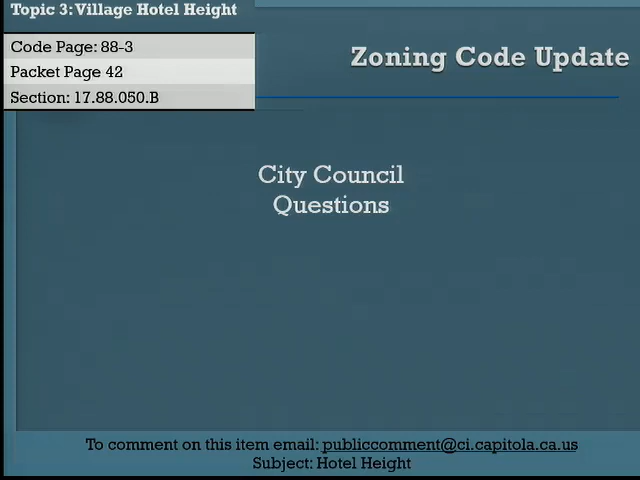 Topic 3: Village Hotel Height
Code Page: 88-3
Packet Page 42
Section: 17.88.050.B
Zoning Code Update
City Council
Questions
To comment on this item email: publiccomment@ci.capitola.ca.us
Subject: Hotel Height